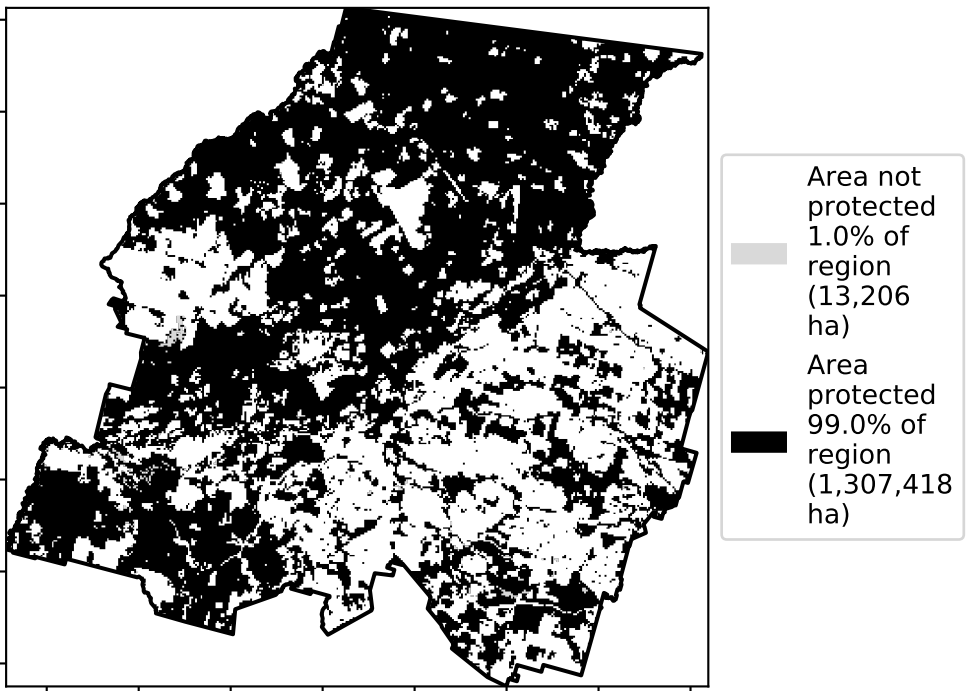 Area not
protected
1.0% of
region
(13,206
ha)
Area
protected
99.0% of
region
(1,307,418
ha)